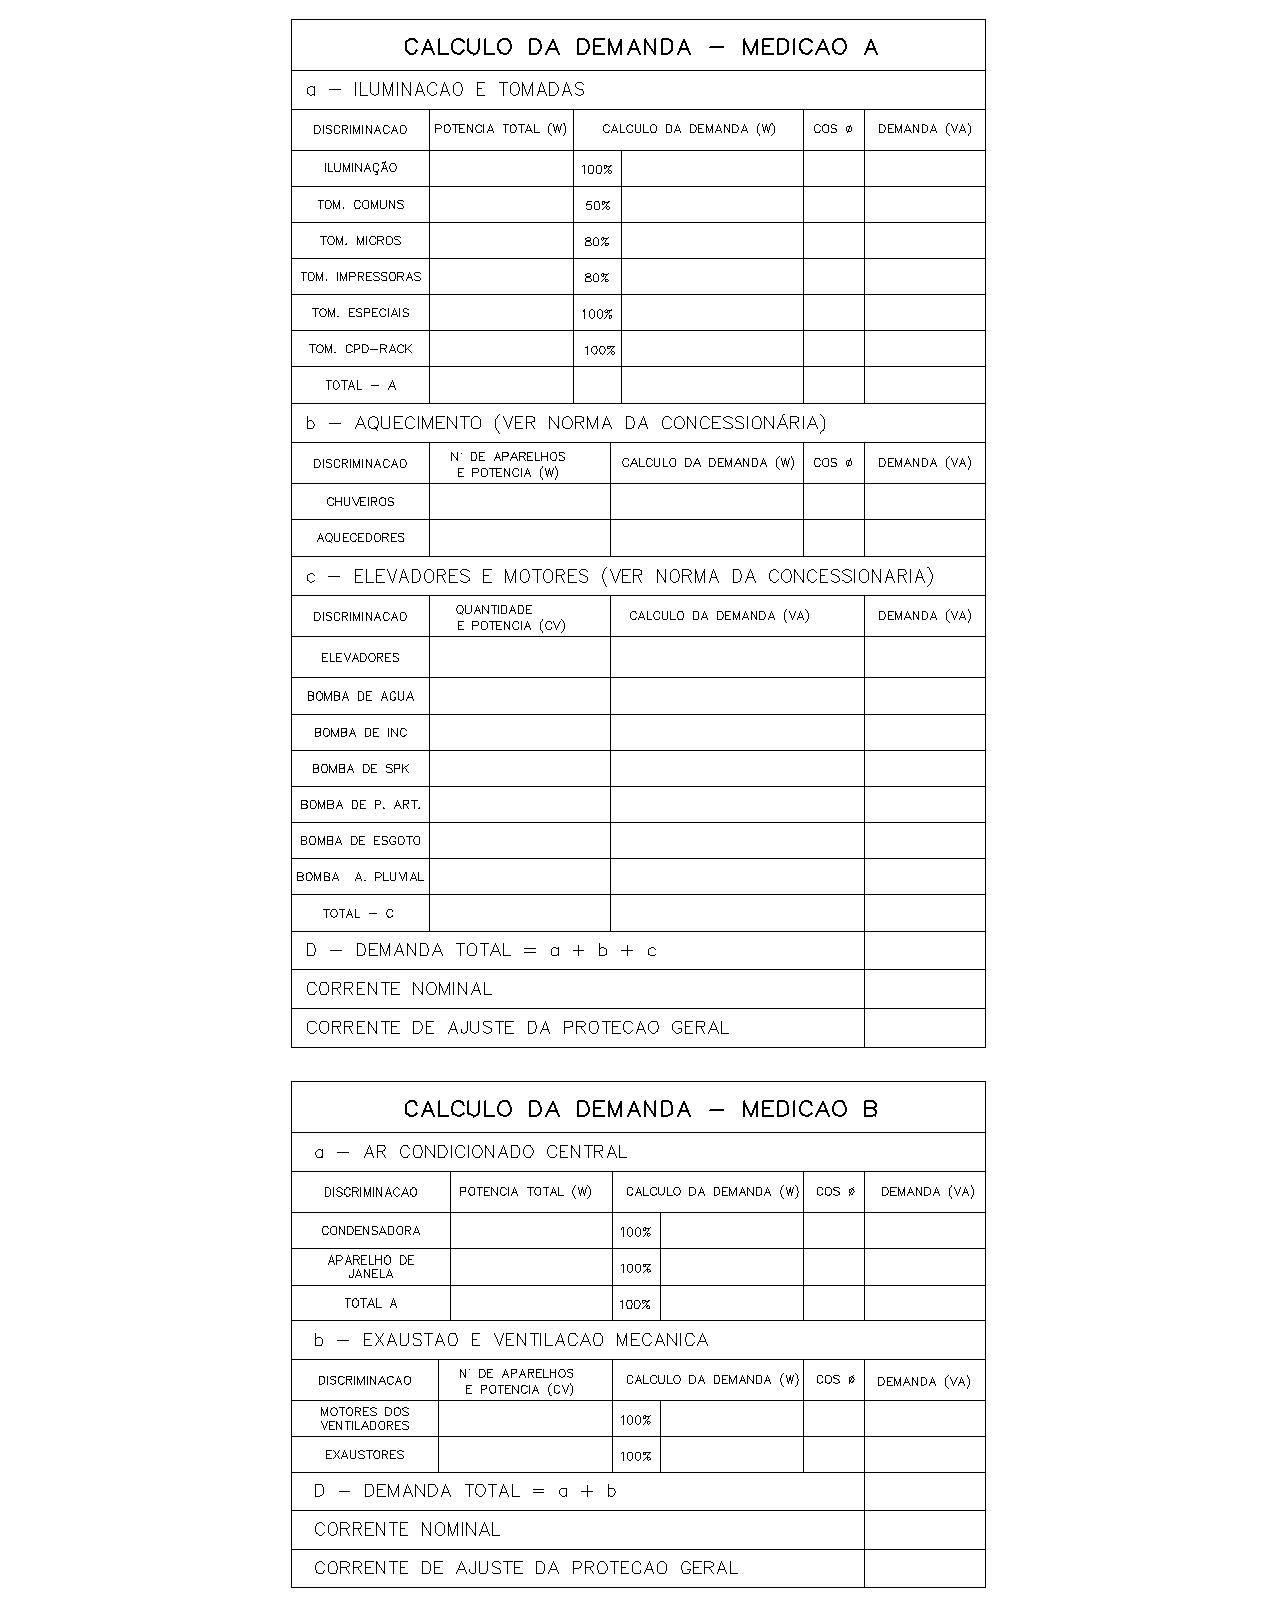 CALCULO DA DEMANDA - MEDICAO A
a - ILUMINACAO E TOMADAS
DISCRIMINACAO POTENCIA TOTAL (W) CALCULO DA DEMANDA (W) COS ø DEMANDA (VA)
ILUMINAÇÃO 100%
TOM. COMUNS 50%
TOM. MICROS 80%
TOM. IMPRESSORAS 80%
TOM. ESPECIAIS 100%
TOM. CPD-RACK 100%
TOTAL - A
b - AQUECIMENTO (VER NORMA DA CONCESSIONÁRIA)
DISCRIMINACAO N° DE APARELHOS E POTENCIA (W) CALCULO DA DEMANDA (W) COS ø DEMANDA (VA)
CHUVEIROS
AQUECEDORES
c - ELEVADORES E MOTORES (VER NORMA DA CONCESSIONARIA)
DISCRIMINACAO QUANTIDADE E POTENCIA (CV) CALCULO DA DEMANDA (VA) DEMANDA (VA)
ELEVADORES
BOMBA DE AGUA
BOMBA DE INC
BOMBA DE SPK
BOMBA DE P. ART.
BOMBA DE ESGOTO
BOMBA A. PLUVIAL
TOTAL - C
D - DEMANDA TOTAL = a + b + c
CORRENTE NOMINAL
CORRENTE DE AJUSTE DA PROTECAO GERAL
CALCULO DA DEMANDA - MEDICAO B
a - AR CONDICIONADO CENTRAL
DISCRIMINACAO POTENCIA TOTAL (W) CALCULO DA DEMANDA (W) COS ø DEMANDA (VA)
CONDENSADORA 100%
APARELHO DE JANELA 100%
TOTAL A 100%
b - EXAUSTAO E VENTILACAO MECANICA
DISCRIMINACAO N° DE APARELHOS E POTENCIA (CV) CALCULO DA DEMANDA (W) COS ø DEMANDA (VA)
MOTORES DOS VENTILADORES 100%
EXAUSTORES 100%
D - DEMANDA TOTAL = a + b
CORRENTE NOMINAL
CORRENTE DE AJUSTE DA PROTECAO GERAL